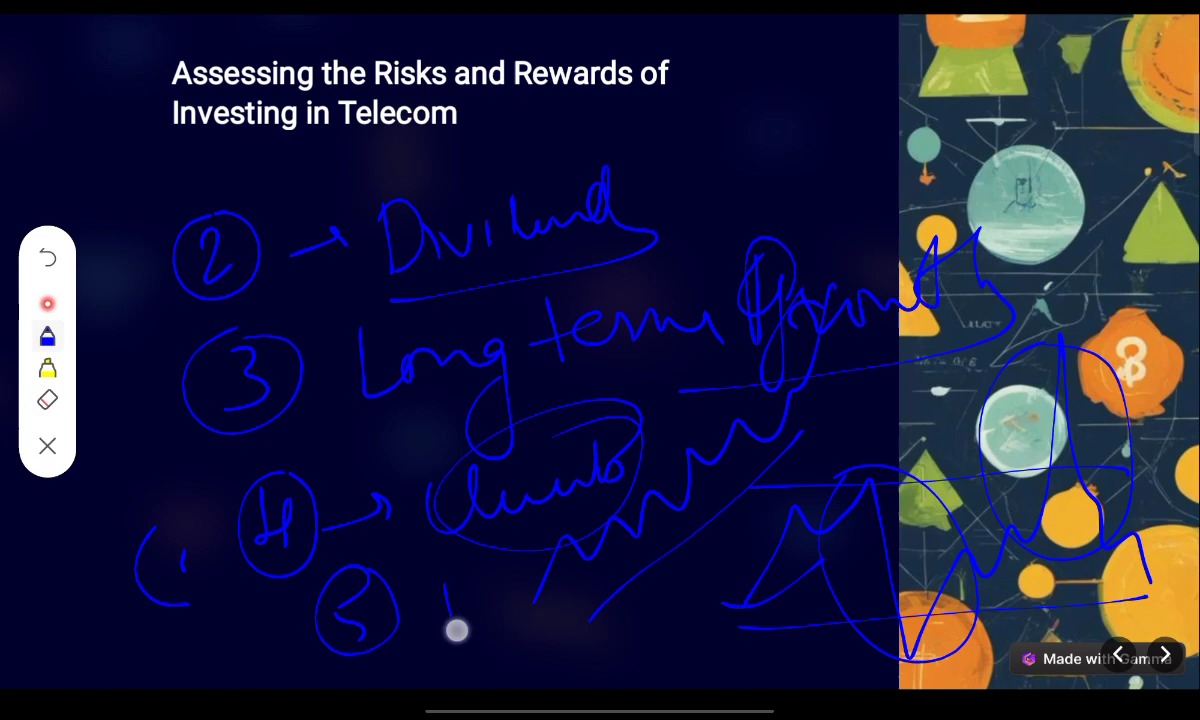 Assessing the Risks and Rewards of
Investing in Telecom
2 → Dividend
3 Long term
4 →
5
8
Made with Gamma